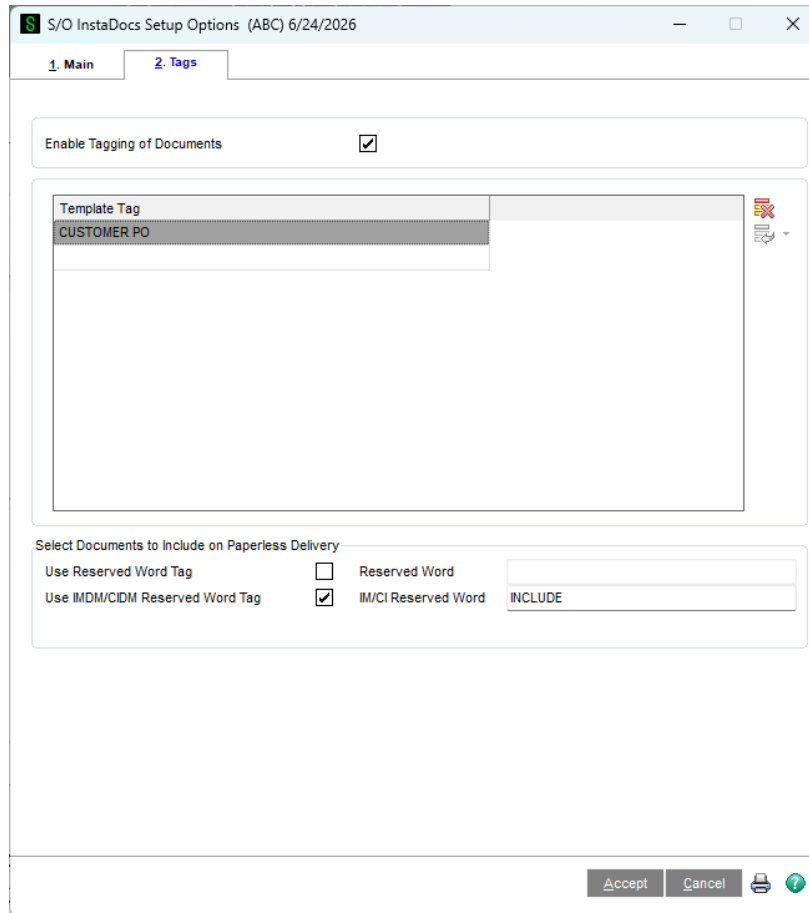 S S/O InstaDocs Setup Options (ABC) 6/24/2026
1. Main 2. Tags
Enable Tagging of Documents
Template Tag
CUSTOMER PO
Select Documents to Include on Paperless Delivery
Use Reserved Word Tag Reserved Word
Use IMDM/CIDM Reserved Word Tag IM/CI Reserved Word INCLUDE
Accept Cancel ?